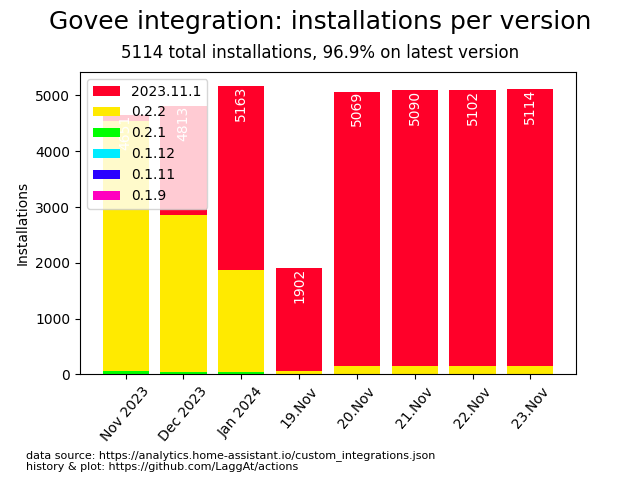 Govee integration: installations per version
5114 total installations, 96.9% on latest version
Installations
5000
4000
3000
2000
1000
0
2023.11.1
0.2.2
0.2.1
0.1.12
0.1.11
0.1.9
4813
5163
1902
5069
5090
5102
5114
Nov 2023
Dec 2023
Jan 2024
19.Nov
20.Nov
21.Nov
22.Nov
23.Nov
data source: https://analytics.home-assistant.io/custom_integrations.json
history & plot: https://github.com/LaggAt/actions